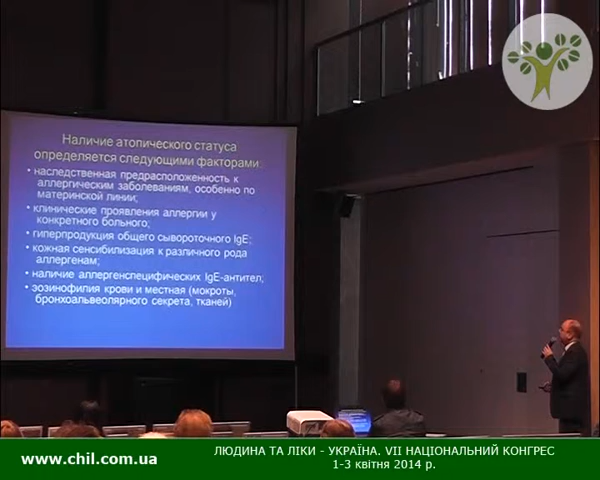 Наличие атопического статуса
определяется следующими факторами:
• наследственная предрасположенность к
аллергическим заболеваниям, особенно по
материнской линии;
• клинические проявления аллергии у
конкретного больного;
• гиперпродукция общего сывороточного IgE;
• кожная сенсибилизация к различного рода
аллергенам;
• наличие аллергенспецифических IgE-антител;
• эозинофилия крови и местная (мокроты,
бронхоальвеолярного секрета, тканей)
www.chil.com.ua
ЛЮДИНА ТА ЛІКИ - УКРАЇНА. VII НАЦІОНАЛЬНИЙ КОНГРЕС
1-3 квітня 2014 р.